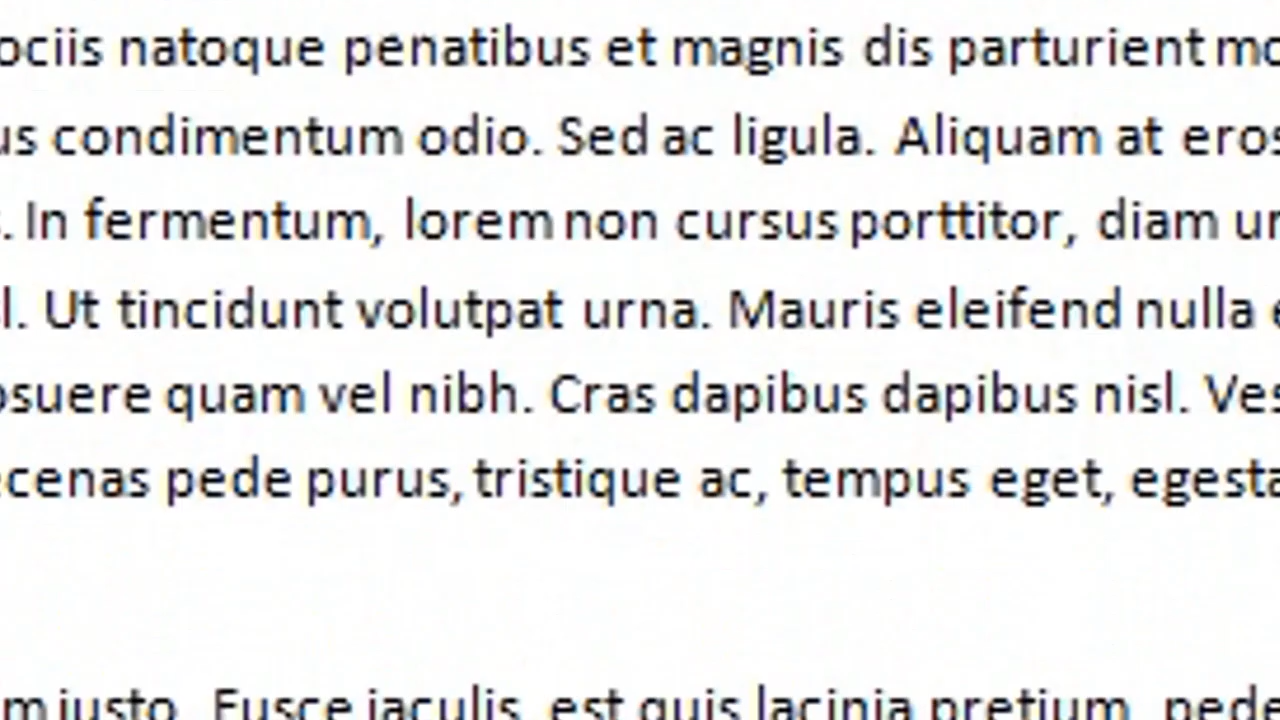 ociis natoque penatibus et magnis dis parturient mo
us condimentum odio. Sed ac ligula. Aliquam at eros
s. In fermentum, lorem non cursus porttitor, diam ur
sl. Ut tincidunt volutpat urna. Mauris eleifend nulla e
osuere quam vel nibh. Cras dapibus dapibus nisl. Ves
ecenas pede purus, tristique ac, tempus eget, egesta
m justo. Fusce iaculis, est quis lacinia pretium, pede